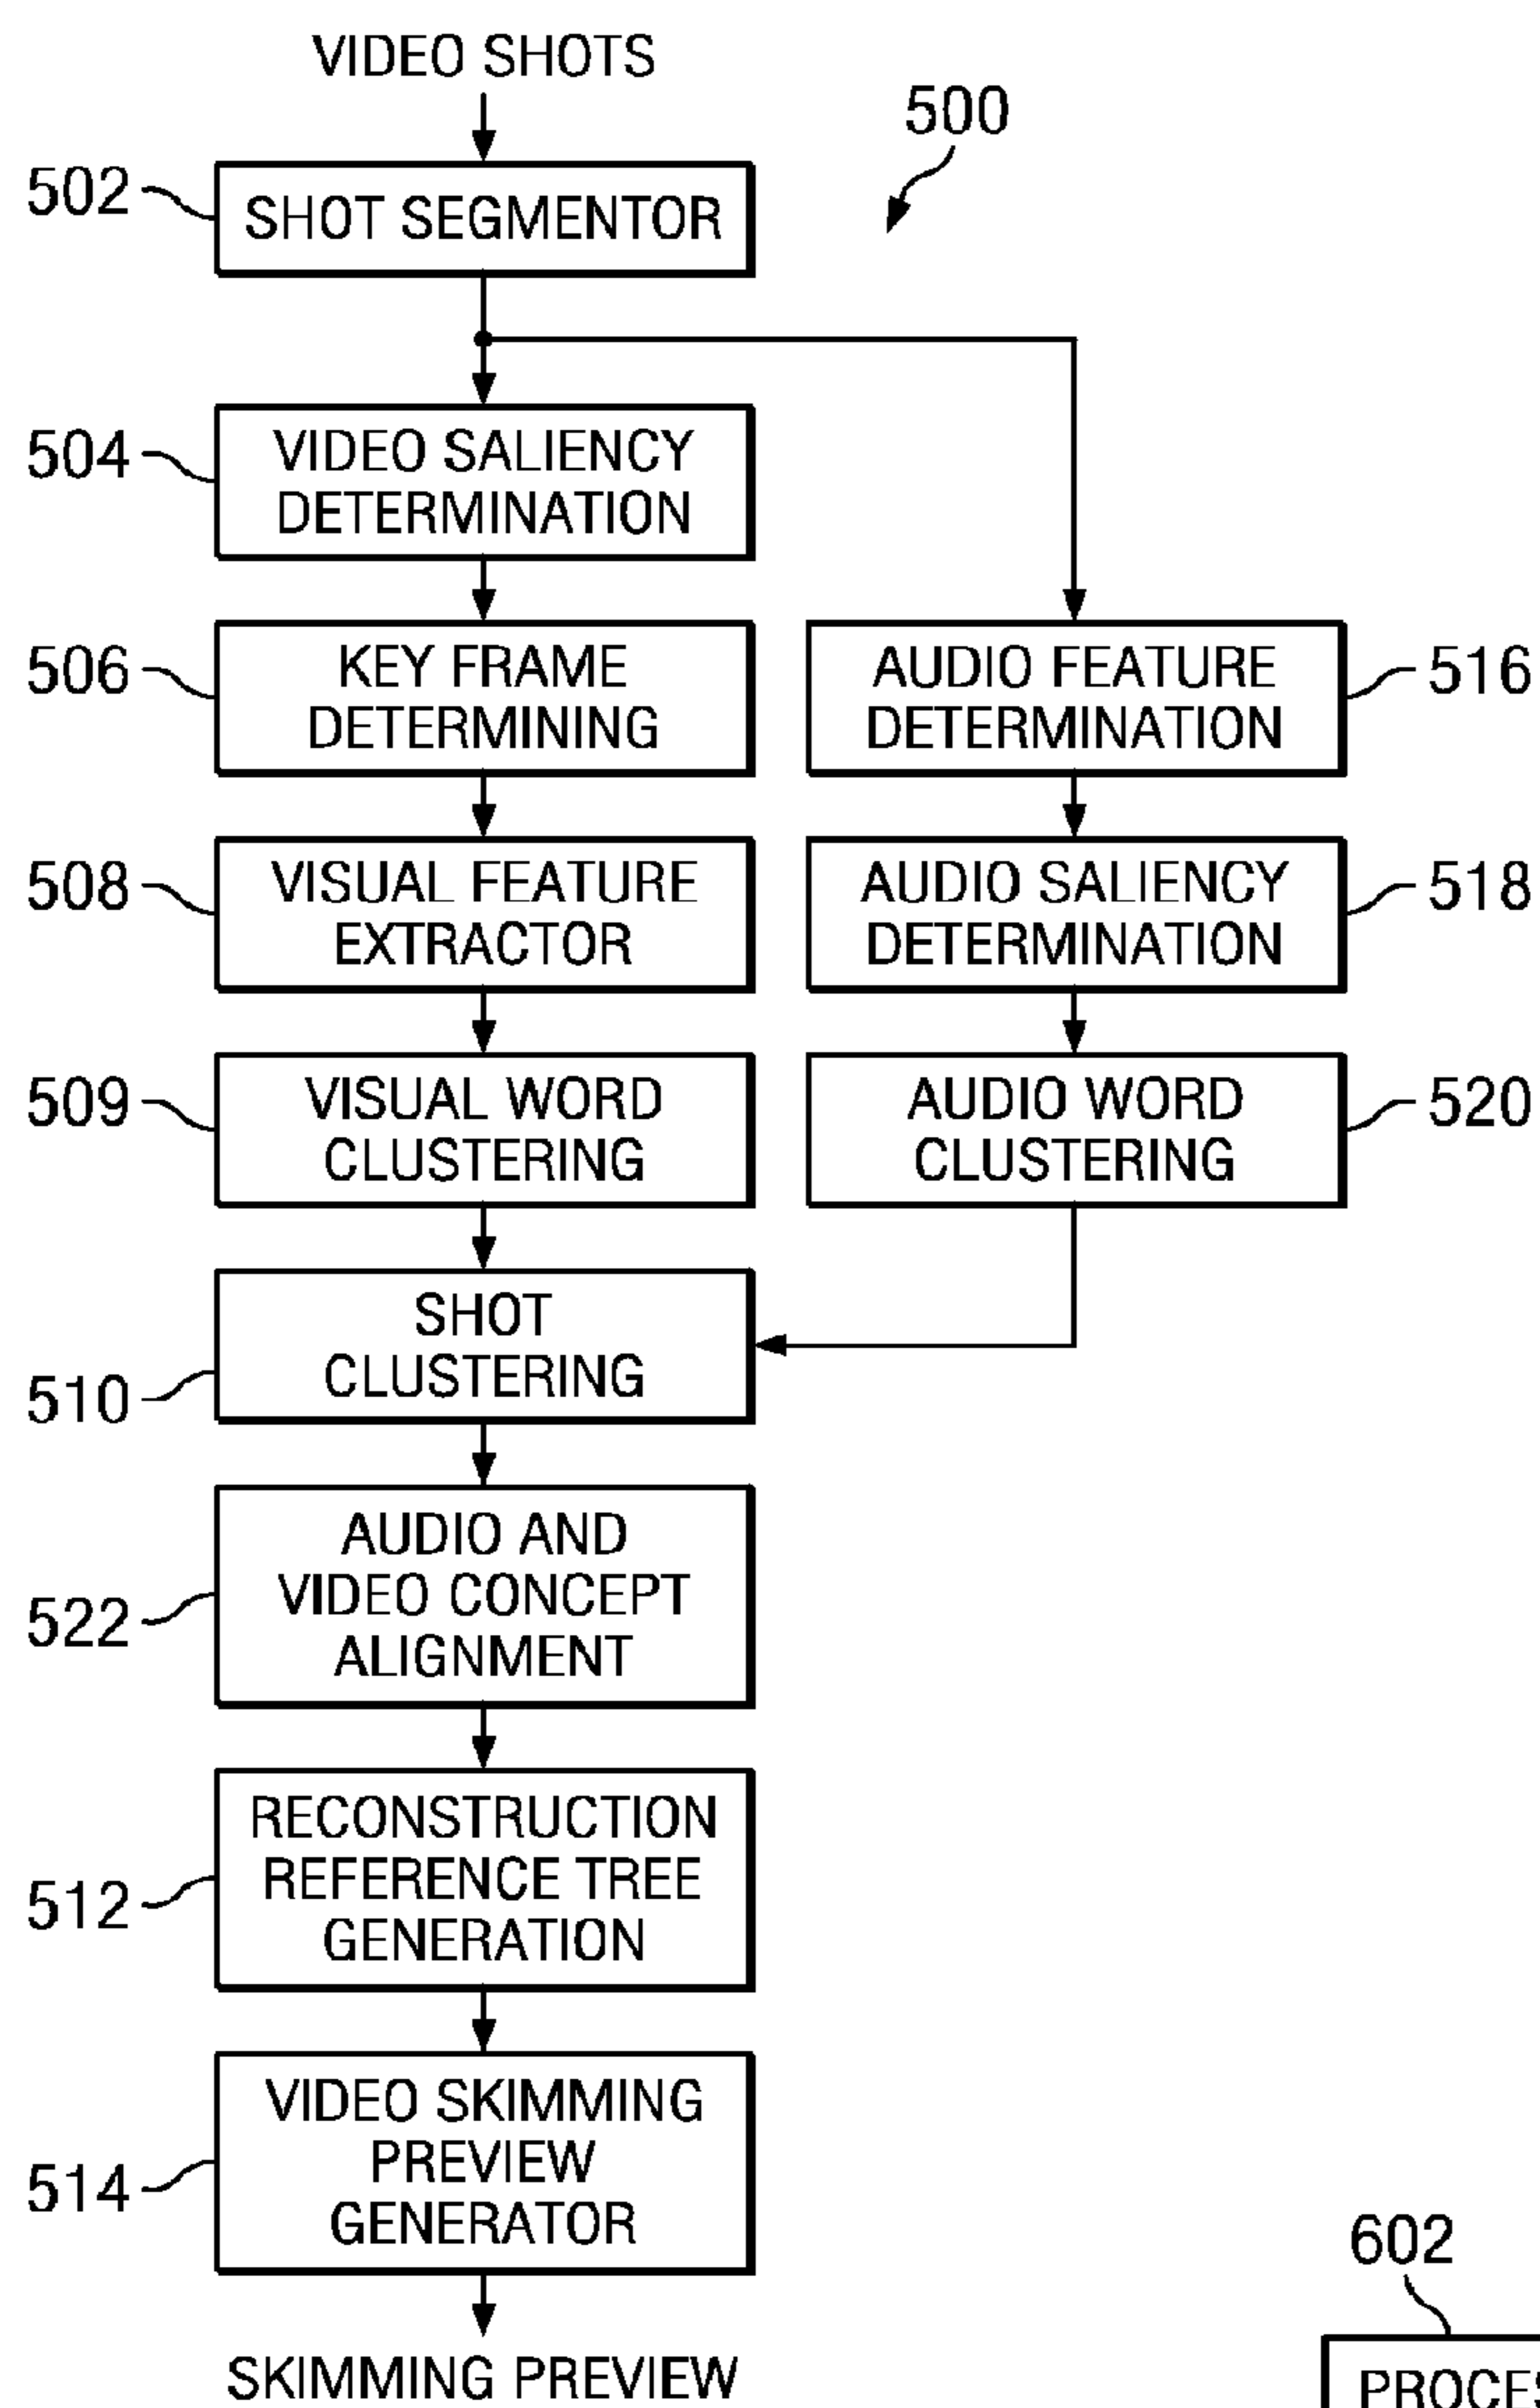 VIDEO SHOTS
500
502
SHOT SEGMENTOR
504
VIDEO SALIENCY
DETERMINATION
506
KEY FRAME
DETERMINING
AUDIO FEATURE
DETERMINATION
516
508
VISUAL FEATURE
EXTRACTOR
AUDIO SALIENCY
DETERMINATION
518
509
VISUAL WORD
CLUSTERING
AUDIO WORD
CLUSTERING
520
SHOT
CLUSTERING
510
AUDIO AND
VIDEO CONCEPT
ALIGNMENT
522
RECONSTRUCTION
REFERENCE TREE
GENERATION
512
VIDEO SKIMMING
PREVIEW
GENERATOR
514
602
SKIMMING PREVIEW